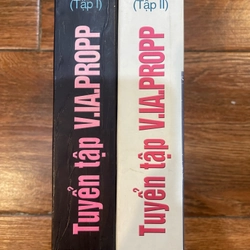 (Tập I)
Tuyển tập V.IA.PROPP
(Tập II)
Tuyển tập V.IA.PROPP